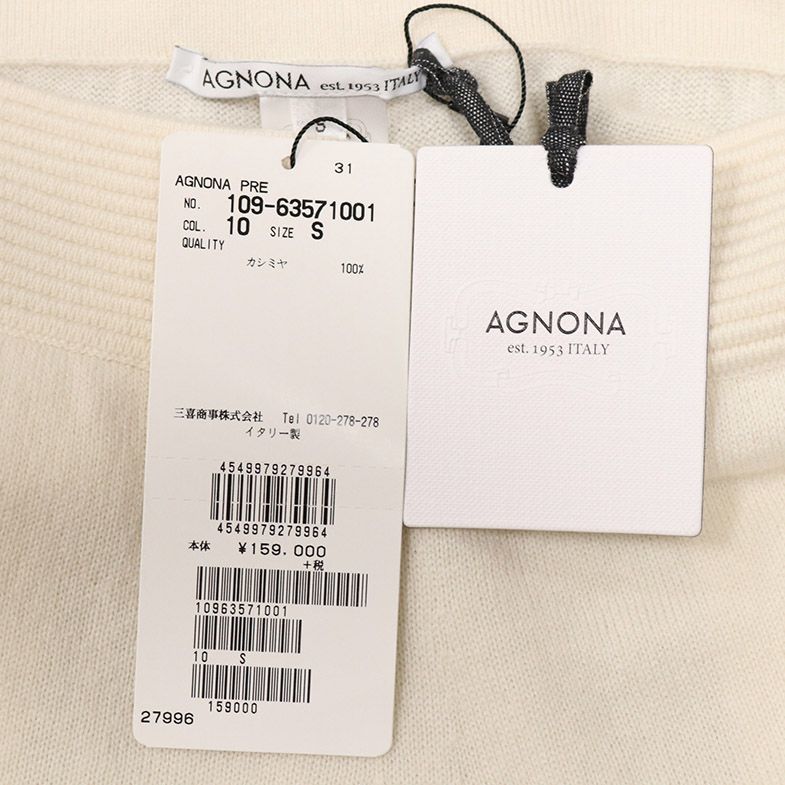 AGNONA est. 1953 ITALY
S
31
AGNONA PRE
NO. 109-63571001
COL. 10 SIZE S
QUALITY
カシミヤ 100%
三喜商事株式会社 Tel 0120-278-278
イタリー製
4549979279964
4549979279964
本体 ¥159.000
+税
10963571001
10 S
159000
27996
AGNONA
est. 1953 ITALY